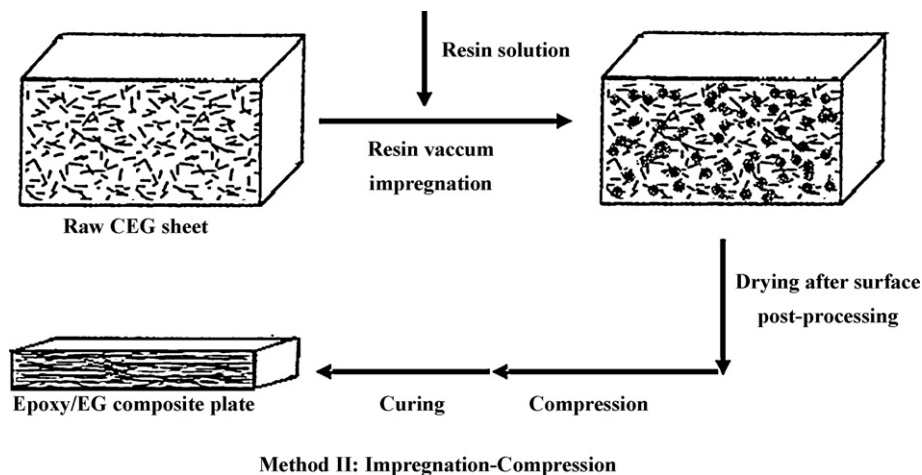 Resin solution
Resin vaccum
impregnation
Raw CEG sheet
Drying after surface
post-processing
Compression
Curing
Epoxy/EG composite plate
Method II: Impregnation-Compression